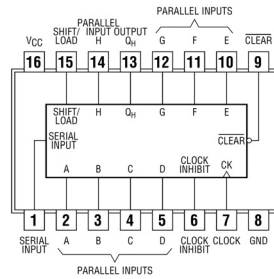 PARALLEL INPUTS
PARALLEL
INPUT OUTPUT
VCC SHIFT/LOAD H QH G F E CLEAR
16 15 14 13 12 11 10 9
SHIFT/LOAD H QH G F E
SERIAL INPUT CLEAR
A B C D CLOCK INHIBIT CK
1 2 3 4 5 6 7 8
SERIAL INPUT A B C D CLOCK INHIBIT CLOCK GND
PARALLEL INPUTS